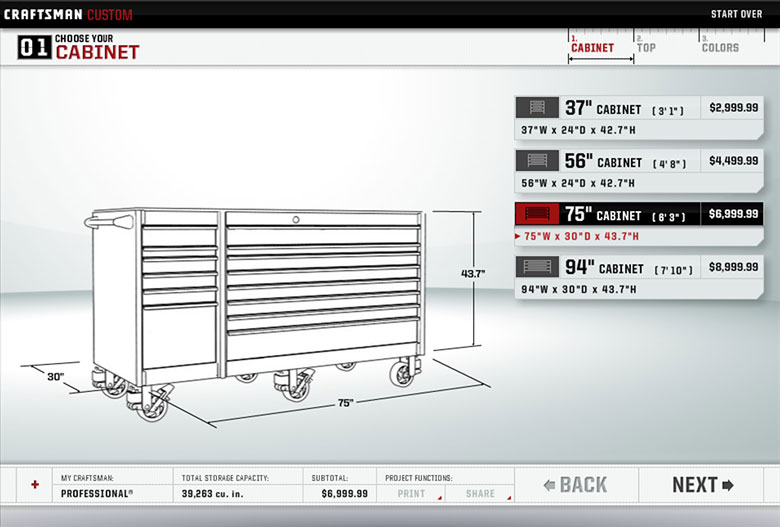 CRAFTSMAN CUSTOM
START OVER
01 CHOOSE YOUR
CABINET
1. CABINET
2. TOP
3. COLORS
37" CABINET ( 3' 1" ) $2,999.99
37"W x 24"D x 42.7"H
56" CABINET ( 4' 8" ) $4,499.99
56"W x 24"D x 42.7"H
75" CABINET ( 6' 3" ) $6,999.99
75"W x 30"D x 43.7"H
94" CABINET ( 7' 10" ) $8,999.99
94"W x 30"D x 43.7"H
43.7"
30"
75"
+
MY CRAFTSMAN:
PROFESSIONAL®
TOTAL STORAGE CAPACITY:
39,263 cu. in.
SUBTOTAL:
$6,999.99
PROJECT FUNCTIONS:
PRINT
SHARE
BACK
NEXT